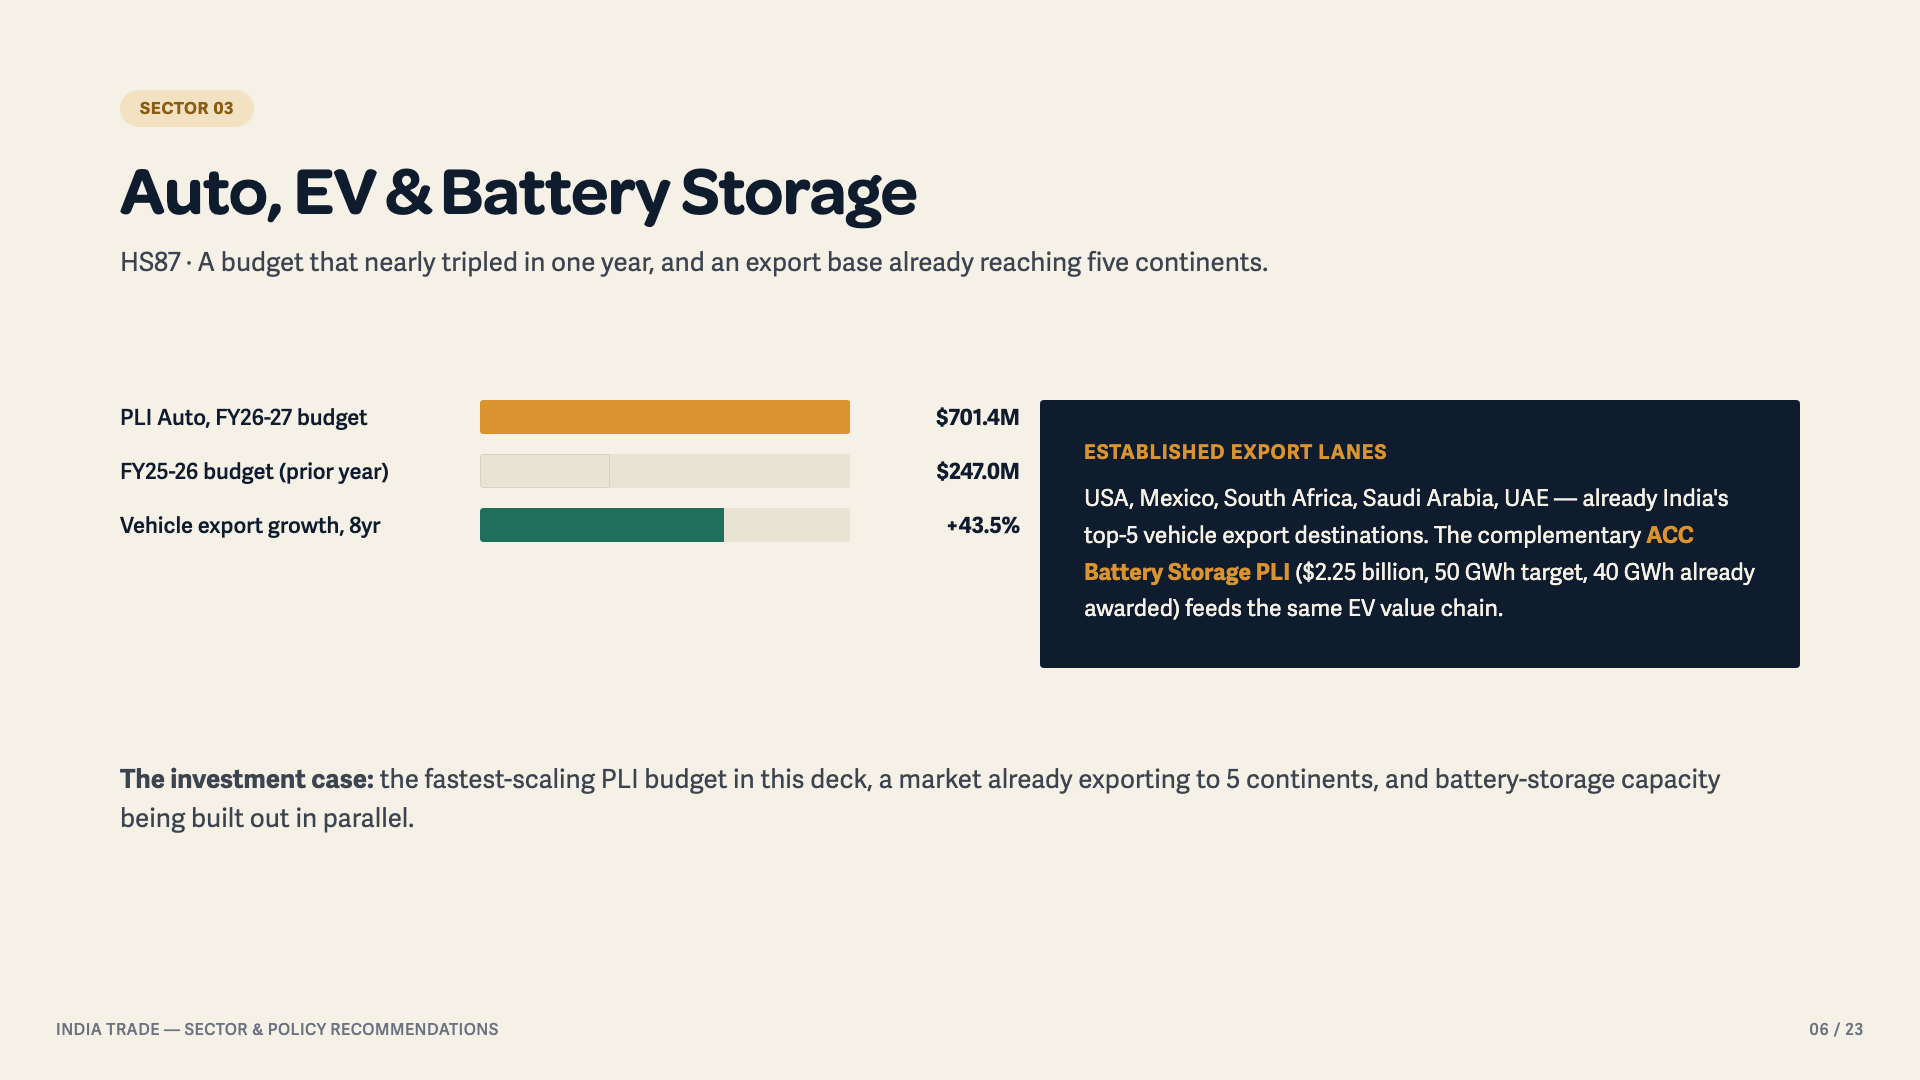 SECTOR 03
Auto, EV & Battery Storage
HS87 · A budget that nearly tripled in one year, and an export base already reaching five continents.
PLI Auto, FY26-27 budget $701.4M
FY25-26 budget (prior year) $247.0M
Vehicle export growth, 8yr +43.5%
ESTABLISHED EXPORT LANES
USA, Mexico, South Africa, Saudi Arabia, UAE — already India's
top-5 vehicle export destinations. The complementary ACC
Battery Storage PLI ($2.25 billion, 50 GWh target, 40 GWh already
awarded) feeds the same EV value chain.
The investment case: the fastest-scaling PLI budget in this deck, a market already exporting to 5 continents, and battery-storage capacity
being built out in parallel.
INDIA TRADE — SECTOR & POLICY RECOMMENDATIONS
06 / 23